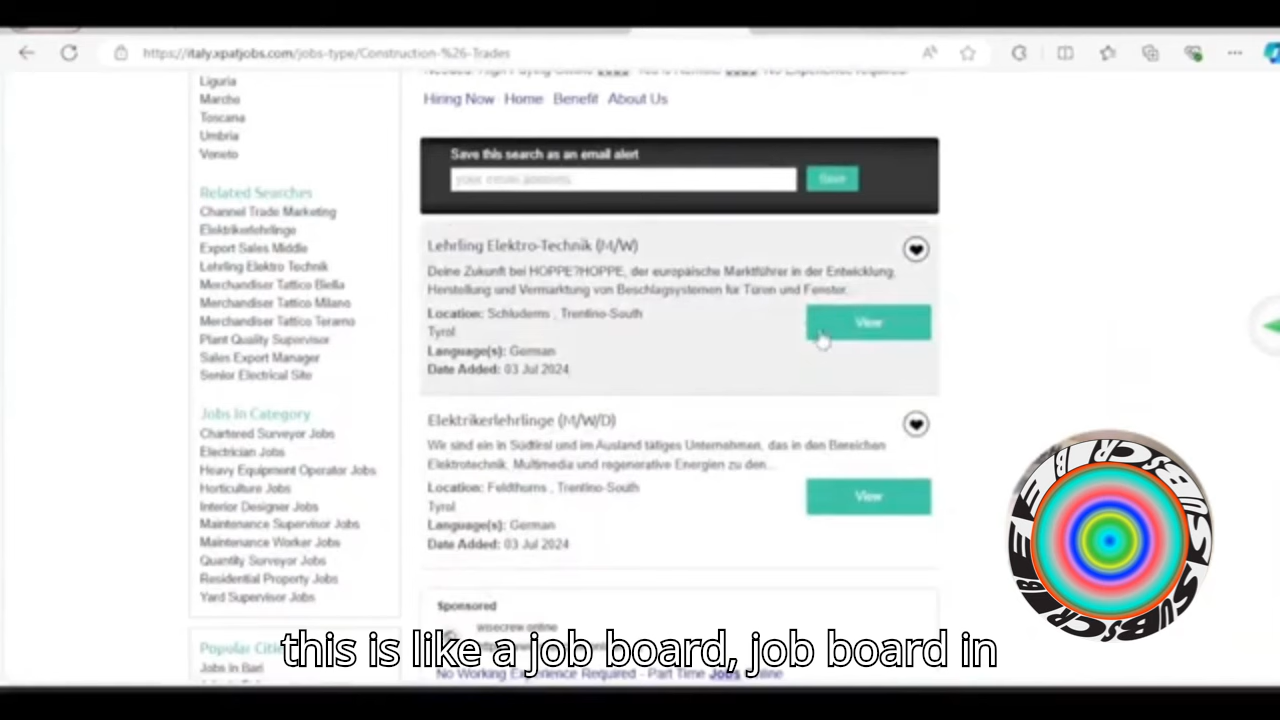 https://italy.xpatjobs.com/jobs-type/Construction-%26-Trades
Liguria
Marche
Toscana
Umbria
Veneto
Related Searches
Channel Trade Marketing
Elektrikerlehrlinge
Export Sales Middle
Lehrling Elektro Technik
Merchandiser Tattico Biella
Merchandiser Tattico Milano
Merchandiser Tattico Teramo
Plant Quality Supervisor
Sales Export Manager
Senior Electrical Site
Jobs in Category
Chartered Surveyor Jobs
Electrician Jobs
Heavy Equipment Operator Jobs
Horticulture Jobs
Interior Designer Jobs
Maintenance Supervisor Jobs
Maintenance Worker Jobs
Quantity Surveyor Jobs
Residential Property Jobs
Yard Supervisor Jobs
Popular Cities
Jobs in Bari
Hiring Now Home Benefit About Us
Save this search as an email alert
your email address
Save
Lehrling Elektro-Technik (M/W)
Deine Zukunft bei HOPPE?HOPPE, der europäische Marktführer in der Entwicklung,
Herstellung und Vermarktung von Beschlagsystemen für Türen und Fenster...
Location: Schluderns , Trentino-South
Tyrol
Language(s): German
Date Added: 03 Jul 2024
View
Elektrikerlehrlinge (M/W/D)
Wir sind ein in Südtirol und im Ausland tätiges Unternehmen, das in den Bereichen
Elektrotechnik, Multimedia und regenerative Energien zu den...
Location: Feldthurns , Trentino-South
Tyrol
Language(s): German
Date Added: 03 Jul 2024
View
Sponsored
wisecrew.online
No Working Experience Required - Part Time Jobs Online
SUBSCRIBE
SUBSCRIBE
this is like a job board, job board in